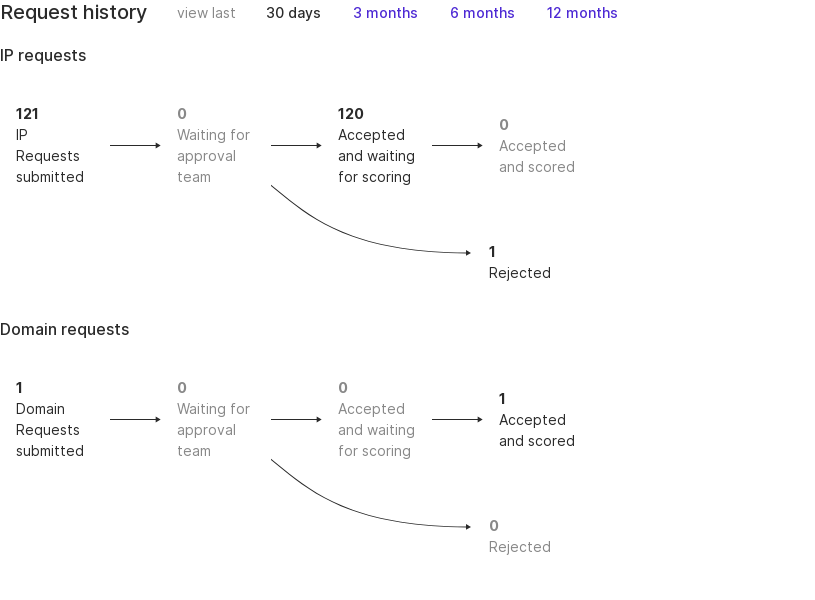 Request history view last 30 days 3 months 6 months 12 months
IP requests
121
IP
Requests
submitted
0
Waiting for
approval
team
120
Accepted
and waiting
for scoring
0
Accepted
and scored
1
Rejected
Domain requests
1
Domain
Requests
submitted
0
Waiting for
approval
team
0
Accepted
and waiting
for scoring
1
Accepted
and scored
0
Rejected